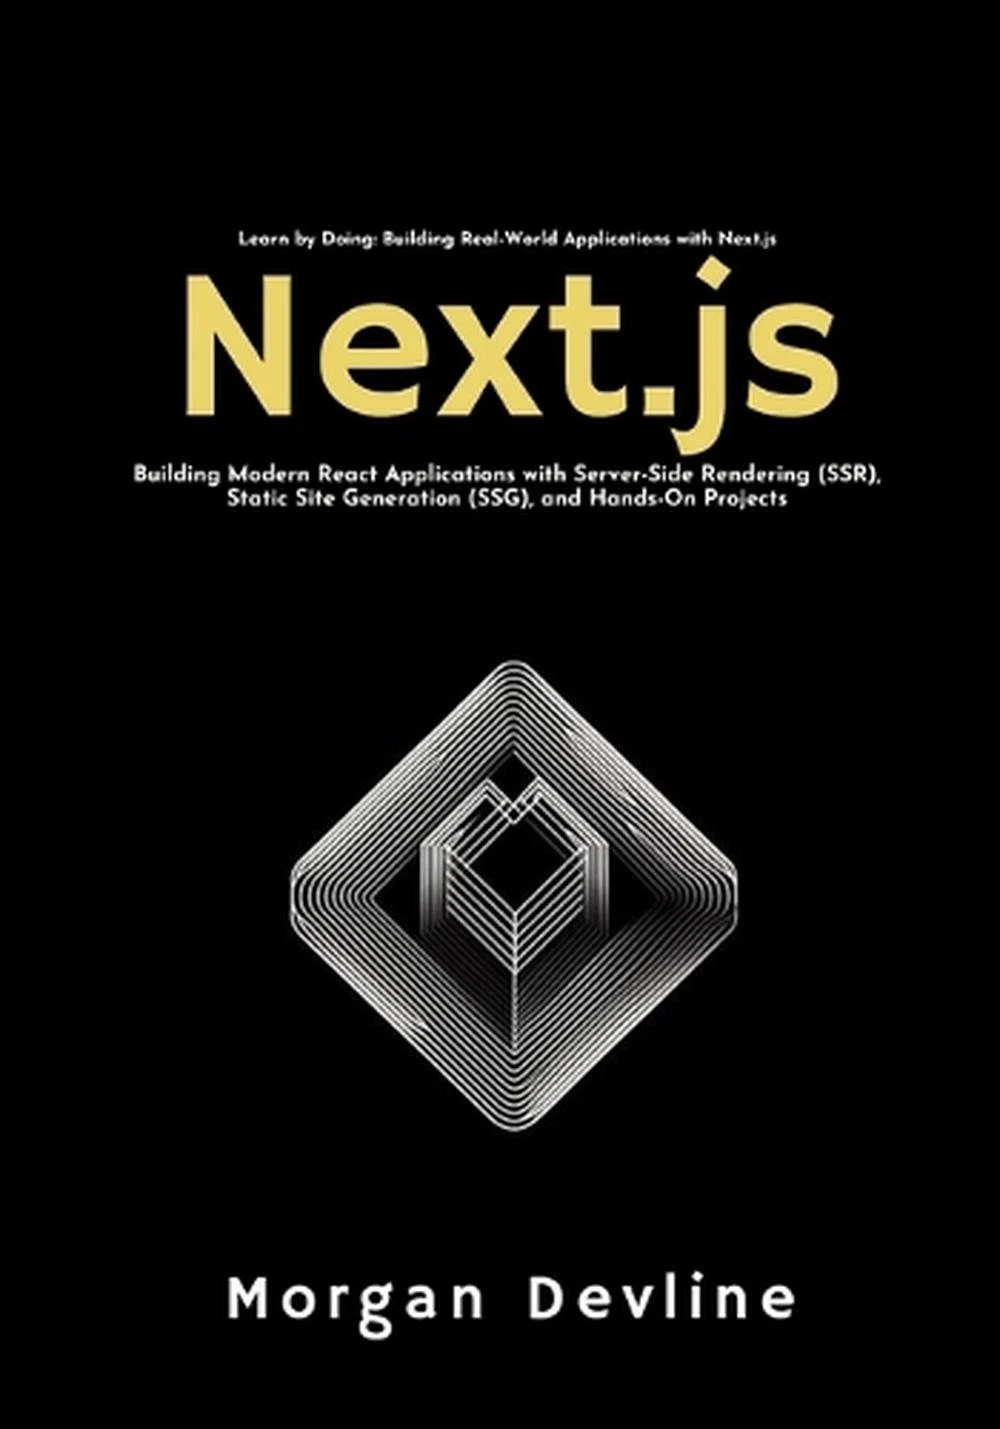 Learn by Doing: Building Real-World Applications with Next.js
Next.js
Building Modern React Applications with Server-Side Rendering (SSR),
Static Site Generation (SSG), and Hands-On Projects
Morgan Devline